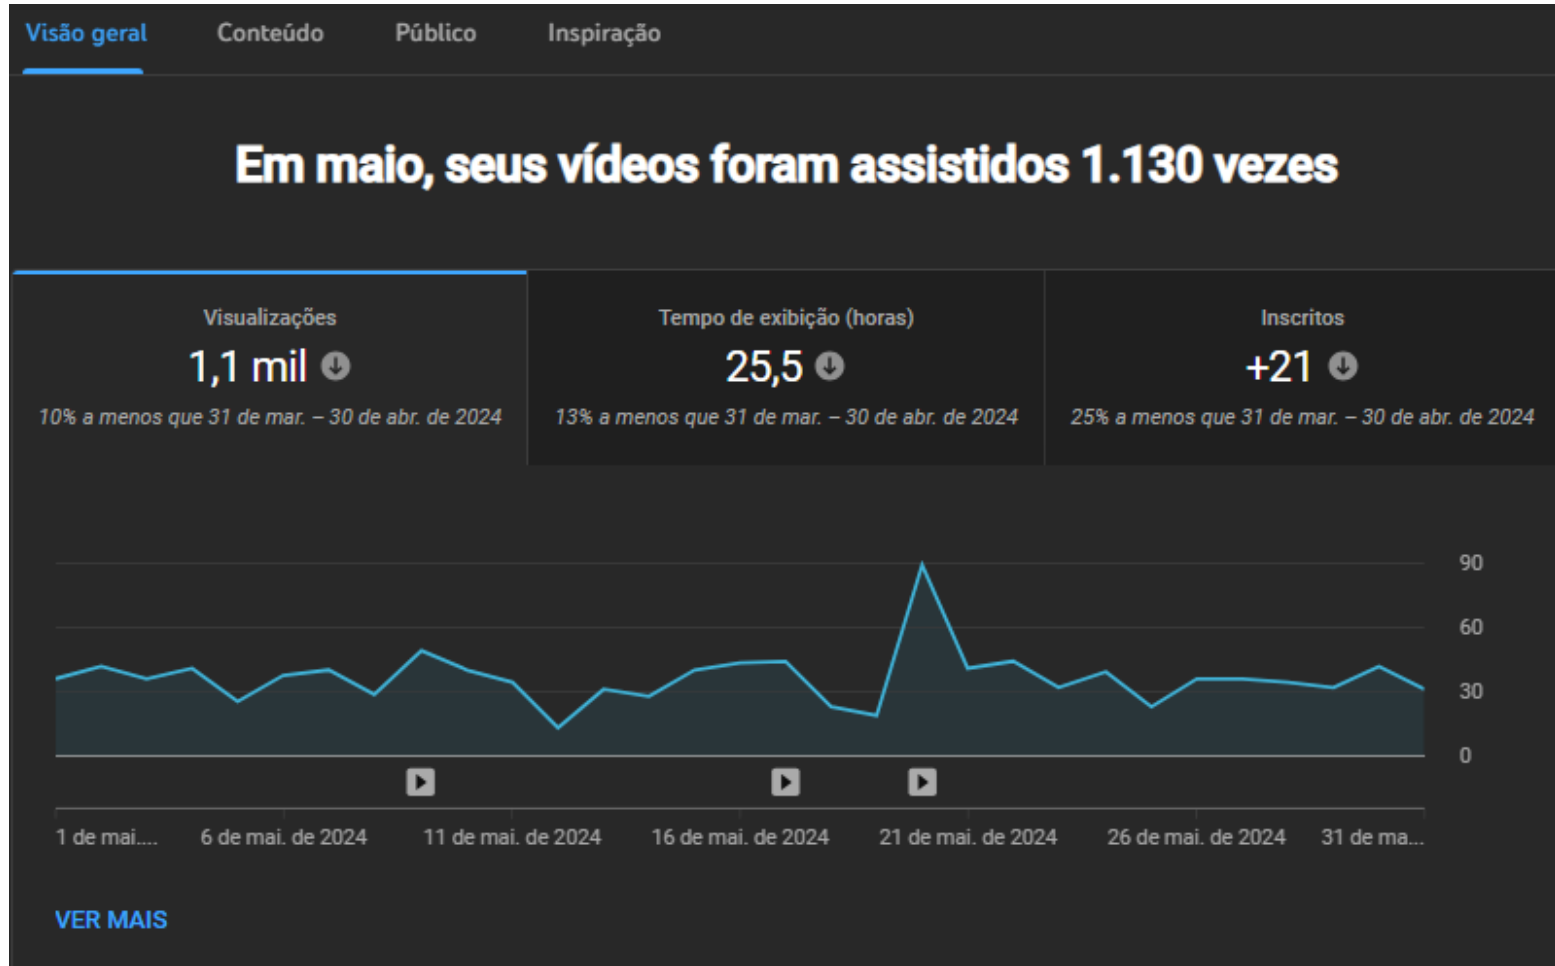 Visão geral Conteúdo Público Inspiração
Em maio, seus vídeos foram assistidos 1.130 vezes
Visualizações Tempo de exibição (horas) Inscritos
1,1 mil 25,5 +21
10% a menos que 31 de mar. – 30 de abr. de 2024 13% a menos que 31 de mar. – 30 de abr. de 2024 25% a menos que 31 de mar. – 30 de abr. de 2024
90
60
30
0
1 de mai.... 6 de mai. de 2024 11 de mai. de 2024 16 de mai. de 2024 21 de mai. de 2024 26 de mai. de 2024 31 de ma...
VER MAIS